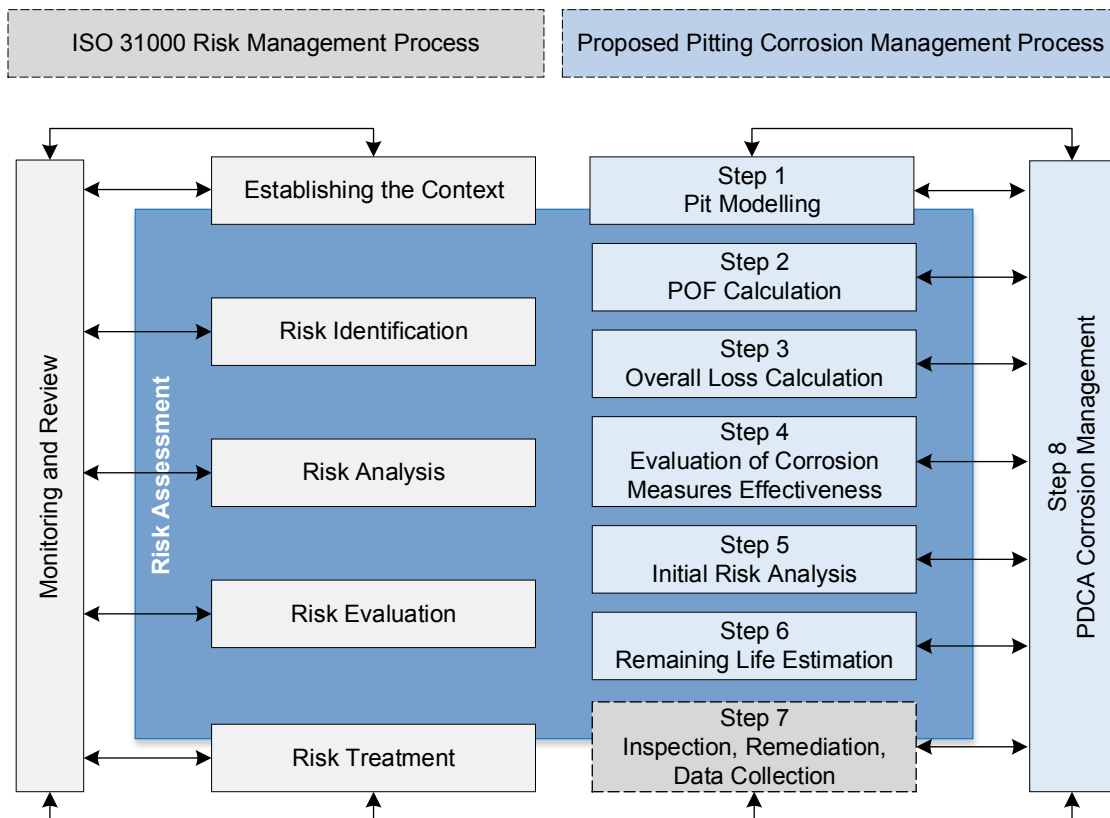 ISO 31000 Risk Management Process
Proposed Pitting Corrosion Management Process
Monitoring and Review
Risk Assessment
Establishing the Context
Risk Identification
Risk Analysis
Risk Evaluation
Risk Treatment
Step 1
Pit Modelling
Step 2
POF Calculation
Step 3
Overall Loss Calculation
Step 4
Evaluation of Corrosion
Measures Effectiveness
Step 5
Initial Risk Analysis
Step 6
Remaining Life Estimation
Step 7
Inspection, Remediation,
Data Collection
Step 8
PDCA Corrosion Management